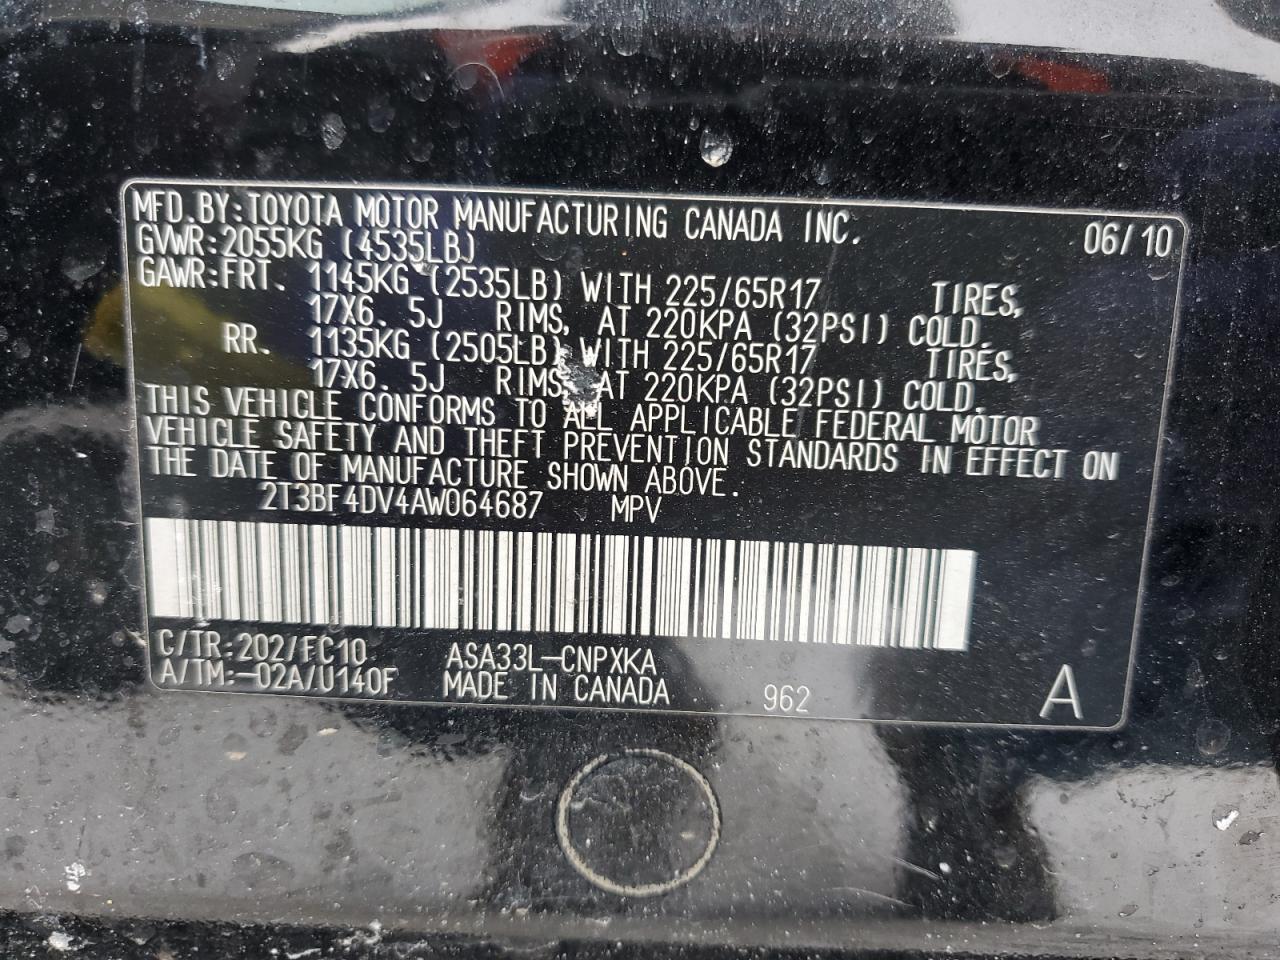 MFD.BY:TOYOTA MOTOR MANUFACTURING CANADA INC. 06/10
GVWR:2055KG (4535LB)
GAWR:FRT. 1145KG (2535LB) WITH 225/65R17 TIRES,
17X6. 5J RIMS, AT 220KPA (32PSI) COLD.
RR. 1135KG (2505LB) WITH 225/65R17 TIRES,
17X6. 5J RIMS, AT 220KPA (32PSI) COLD.
THIS VEHICLE CONFORMS TO ALL APPLICABLE FEDERAL MOTOR
VEHICLE SAFETY AND THEFT PREVENTION STANDARDS IN EFFECT ON
THE DATE OF MANUFACTURE SHOWN ABOVE.
2T3BF4DV4AW064687 MPV
C/TR:202/FC10 ASA33L-CNPXKA
A/TM:-02A/U140F MADE IN CANADA 962 A